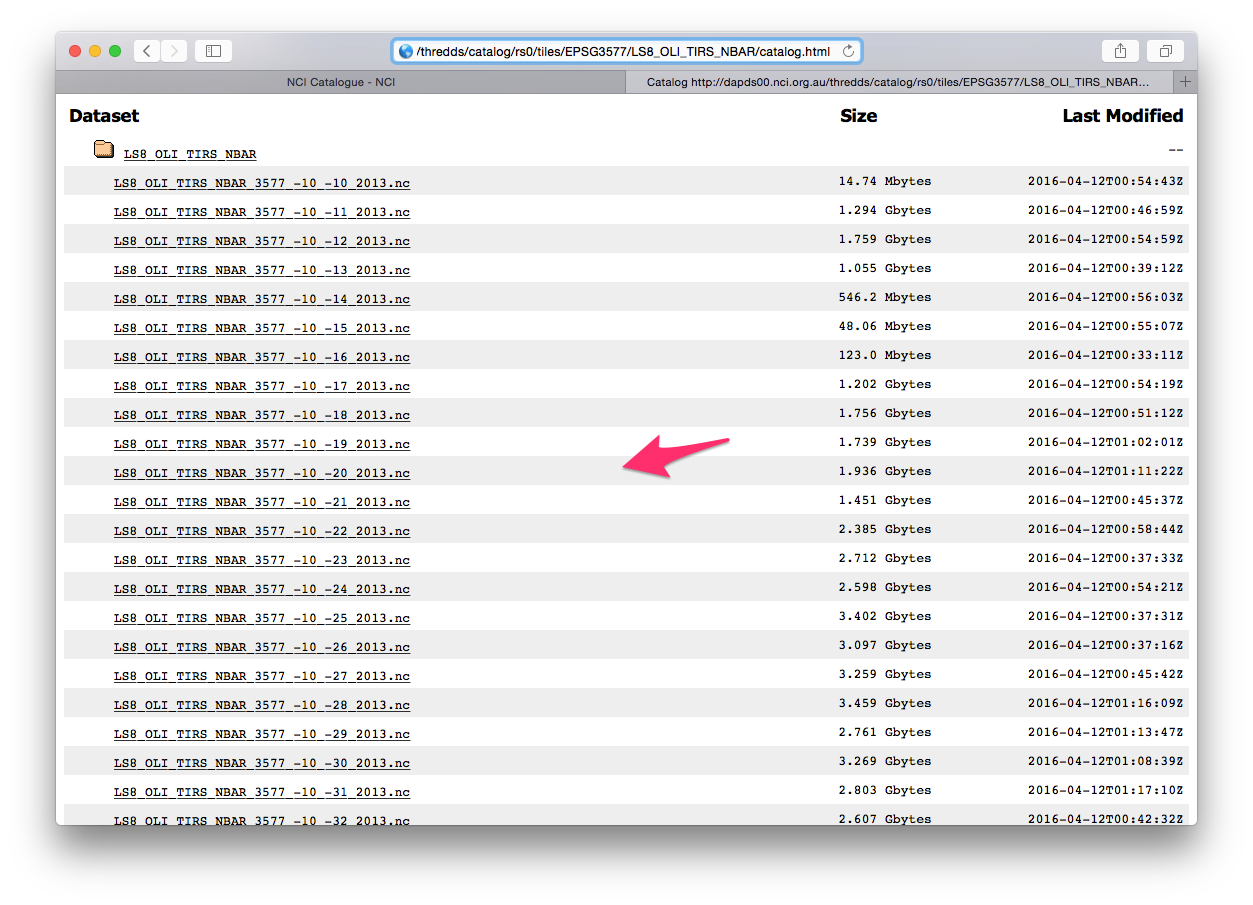 /thredds/catalog/rs0/tiles/EPSG3577/LS8_OLI_TIRS_NBAR/catalog.html
NCI Catalogue - NCI Catalog http://dapds00.nci.org.au/thredds/catalog/rs0/tiles/EPSG3577/LS8_OLI_TIRS_NBAR...
Dataset Size Last Modified
LS8_OLI_TIRS_NBAR --
LS8_OLI_TIRS_NBAR_3577_-10_-10_2013.nc 14.74 Mbytes 2016-04-12T00:54:43Z
LS8_OLI_TIRS_NBAR_3577_-10_-11_2013.nc 1.294 Gbytes 2016-04-12T00:46:59Z
LS8_OLI_TIRS_NBAR_3577_-10_-12_2013.nc 1.759 Gbytes 2016-04-12T00:54:59Z
LS8_OLI_TIRS_NBAR_3577_-10_-13_2013.nc 1.055 Gbytes 2016-04-12T00:39:12Z
LS8_OLI_TIRS_NBAR_3577_-10_-14_2013.nc 546.2 Mbytes 2016-04-12T00:56:03Z
LS8_OLI_TIRS_NBAR_3577_-10_-15_2013.nc 48.06 Mbytes 2016-04-12T00:55:07Z
LS8_OLI_TIRS_NBAR_3577_-10_-16_2013.nc 123.0 Mbytes 2016-04-12T00:33:11Z
LS8_OLI_TIRS_NBAR_3577_-10_-17_2013.nc 1.202 Gbytes 2016-04-12T00:54:19Z
LS8_OLI_TIRS_NBAR_3577_-10_-18_2013.nc 1.756 Gbytes 2016-04-12T00:51:12Z
LS8_OLI_TIRS_NBAR_3577_-10_-19_2013.nc 1.739 Gbytes 2016-04-12T01:02:01Z
LS8_OLI_TIRS_NBAR_3577_-10_-20_2013.nc 1.936 Gbytes 2016-04-12T01:11:22Z
LS8_OLI_TIRS_NBAR_3577_-10_-21_2013.nc 1.451 Gbytes 2016-04-12T00:45:37Z
LS8_OLI_TIRS_NBAR_3577_-10_-22_2013.nc 2.385 Gbytes 2016-04-12T00:58:44Z
LS8_OLI_TIRS_NBAR_3577_-10_-23_2013.nc 2.712 Gbytes 2016-04-12T00:37:33Z
LS8_OLI_TIRS_NBAR_3577_-10_-24_2013.nc 2.598 Gbytes 2016-04-12T00:54:21Z
LS8_OLI_TIRS_NBAR_3577_-10_-25_2013.nc 3.402 Gbytes 2016-04-12T00:37:31Z
LS8_OLI_TIRS_NBAR_3577_-10_-26_2013.nc 3.097 Gbytes 2016-04-12T00:37:16Z
LS8_OLI_TIRS_NBAR_3577_-10_-27_2013.nc 3.259 Gbytes 2016-04-12T00:45:42Z
LS8_OLI_TIRS_NBAR_3577_-10_-28_2013.nc 3.459 Gbytes 2016-04-12T01:16:09Z
LS8_OLI_TIRS_NBAR_3577_-10_-29_2013.nc 2.761 Gbytes 2016-04-12T01:13:47Z
LS8_OLI_TIRS_NBAR_3577_-10_-30_2013.nc 3.269 Gbytes 2016-04-12T01:08:39Z
LS8_OLI_TIRS_NBAR_3577_-10_-31_2013.nc 2.803 Gbytes 2016-04-12T01:17:10Z
LS8_OLI_TIRS_NBAR_3577_-10_-32_2013.nc 2.607 Gbytes 2016-04-12T00:42:32Z